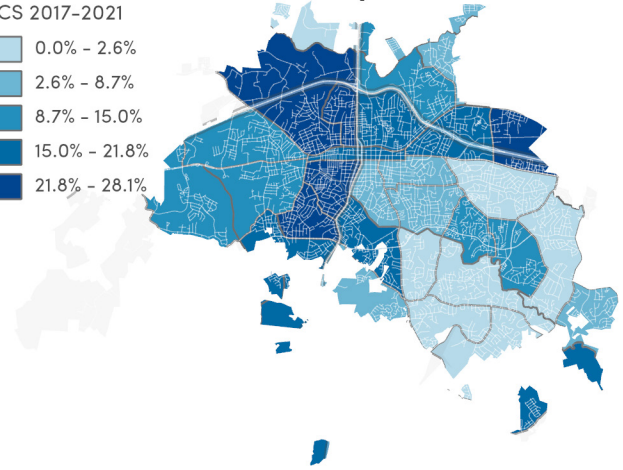 CS 2017-2021
0.0% - 2.6%
2.6% - 8.7%
8.7% - 15.0%
15.0% - 21.8%
21.8% - 28.1%